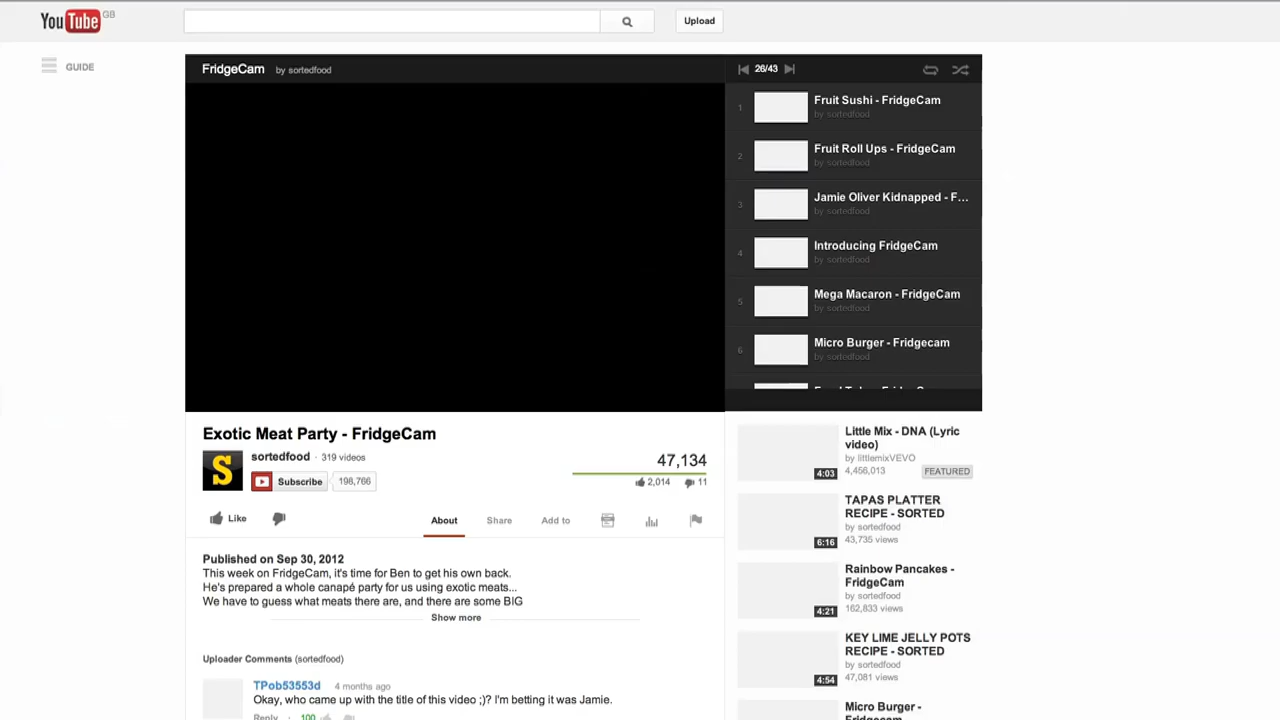 YouTube GB
Upload
GUIDE
FridgeCam by sortedfood
26/43
1 Fruit Sushi - FridgeCam
by sortedfood
2 Fruit Roll Ups - FridgeCam
by sortedfood
3 Jamie Oliver Kidnapped - F...
by sortedfood
4 Introducing FridgeCam
by sortedfood
5 Mega Macaron - FridgeCam
by sortedfood
6 Micro Burger - Fridgecam
by sortedfood
Exotic Meat Party - FridgeCam
S
sortedfood · 319 videos
Subscribe 198,766
47,134
2,014 11
Like
About Share Add to
Published on Sep 30, 2012
This week on FridgeCam, it's time for Ben to get his own back.
He's prepared a whole canapé party for us using exotic meats...
We have to guess what meats there are, and there are some BIG
Show more
Uploader Comments (sortedfood)
TPob53553d 4 months ago
Okay, who came up with the title of this video ;)? I'm betting it was Jamie.
Reply · 100
Little Mix - DNA (Lyric
video)
by littlemixVEVO
4,456,013 FEATURED
4:03
TAPAS PLATTER
RECIPE - SORTED
by sortedfood
43,735 views
6:16
Rainbow Pancakes -
FridgeCam
by sortedfood
162,833 views
4:21
KEY LIME JELLY POTS
RECIPE - SORTED
by sortedfood
47,081 views
4:54
Micro Burger -
Fridgecam